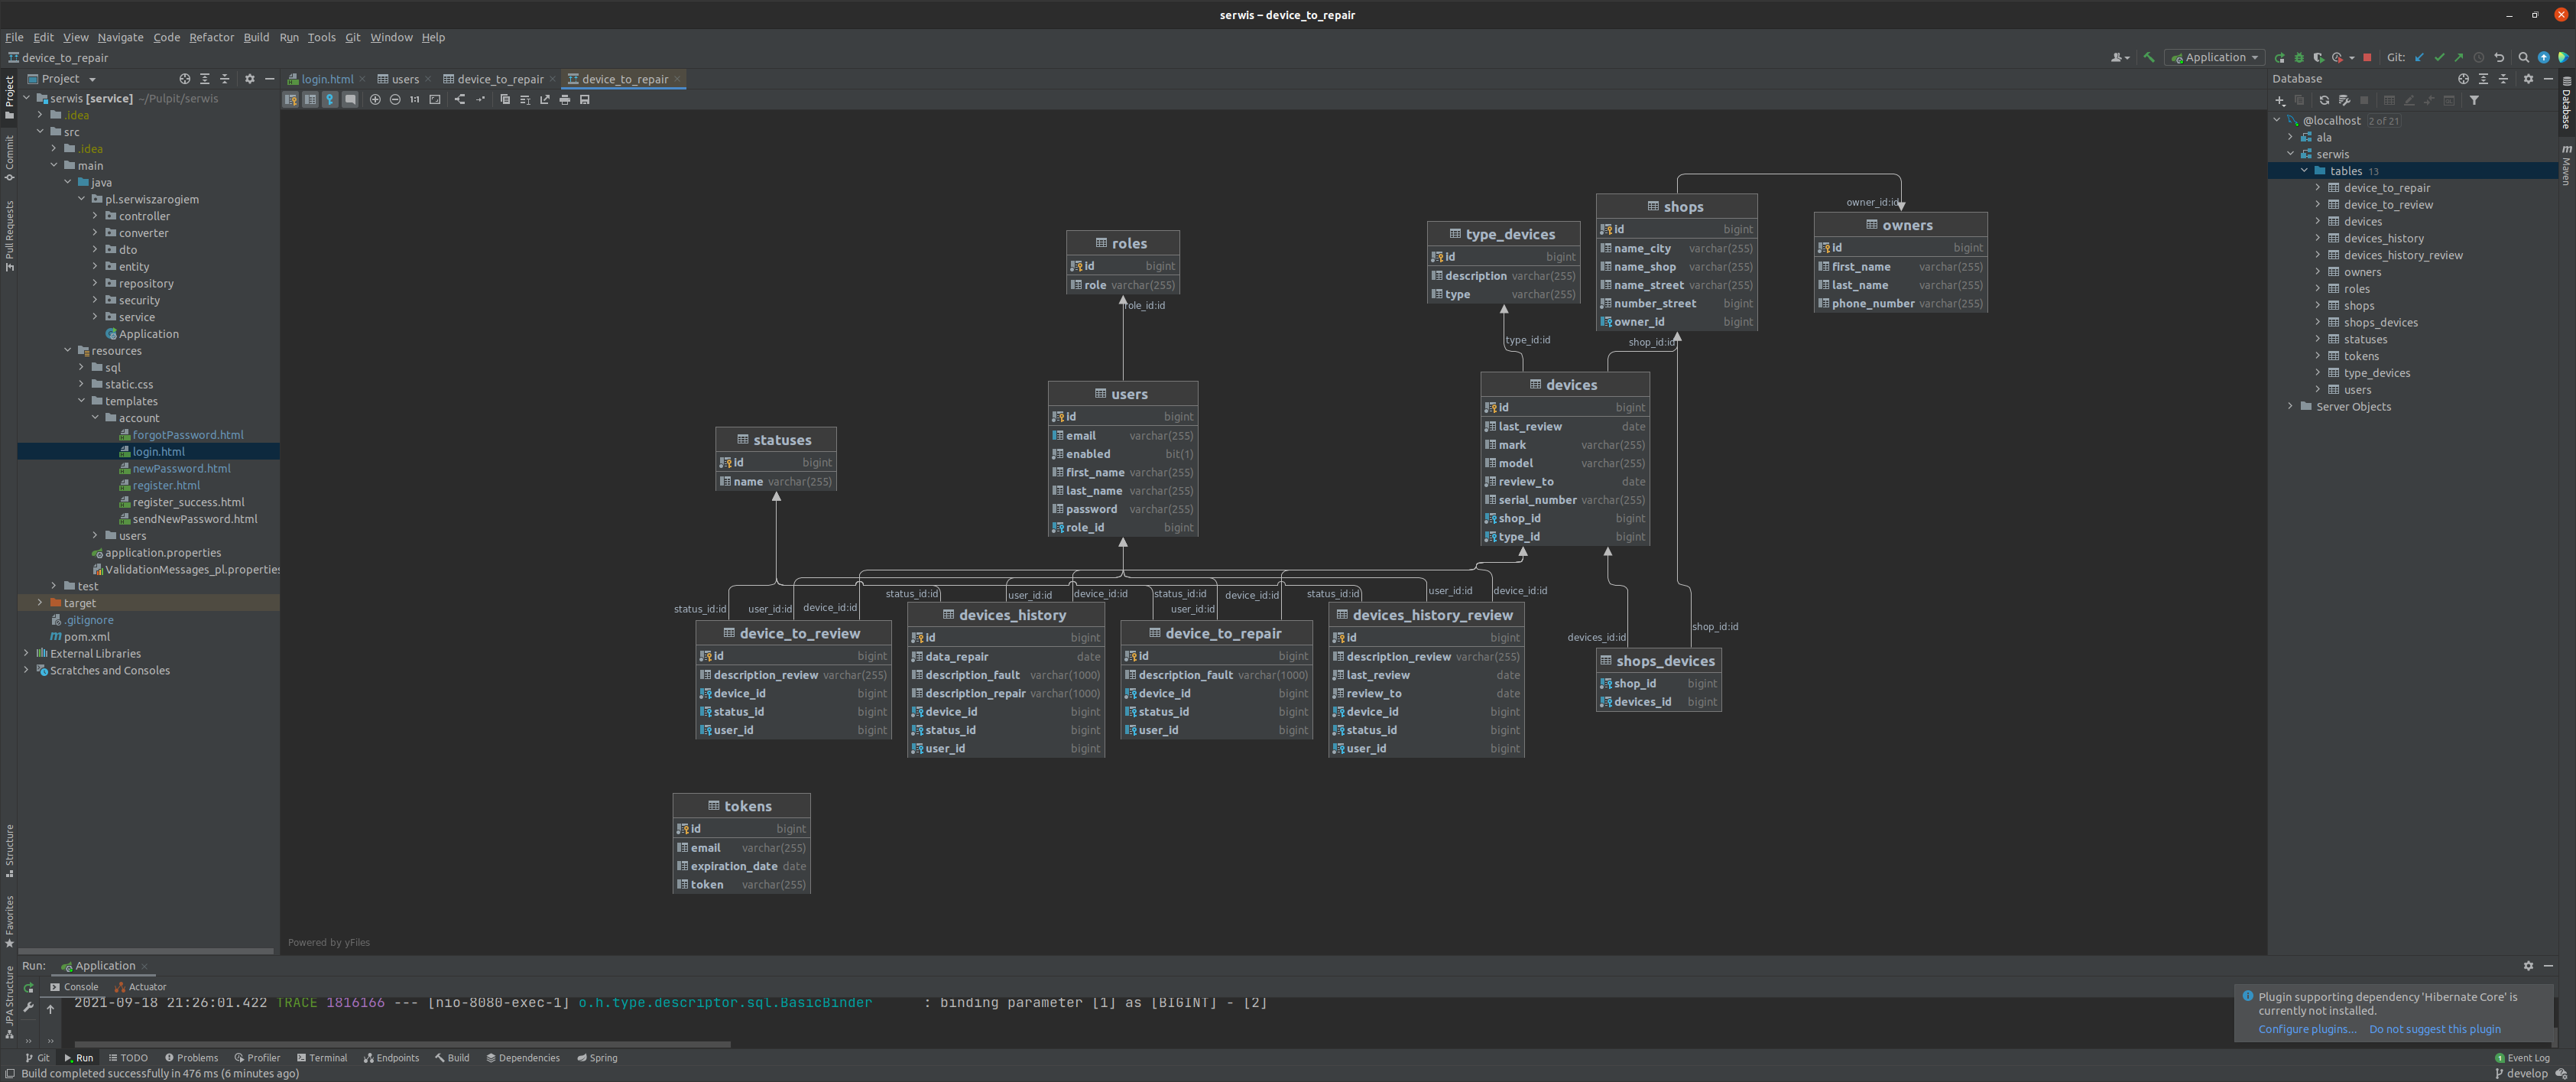 serwis – device_to_repair
File Edit View Navigate Code Refactor Build Run Tools Git Window Help
device_to_repair
Application
Git:
Project
login.html
users
device_to_repair
device_to_repair
Database
1:1
Project
Commit
Pull Requests
Structure
Favorites
JPA Structure
serwis [service] ~/Pulpit/serwis
.idea
src
.idea
main
java
pl.serwiszarogiem
controller
converter
dto
entity
repository
security
service
Application
resources
sql
static.css
templates
account
forgotPassword.html
login.html
newPassword.html
register.html
register_success.html
sendNewPassword.html
users
application.properties
ValidationMessages_pl.properties
test
target
.gitignore
pom.xml
External Libraries
Scratches and Consoles
roles
id bigint
role varchar(255)
role_id:id
type_devices
id bigint
description varchar(255)
type varchar(255)
type_id:id
shops
id bigint
name_city varchar(255)
name_shop varchar(255)
name_street varchar(255)
number_street bigint
owner_id bigint
owner_id:id
shop_id:id
owners
id bigint
first_name varchar(255)
last_name varchar(255)
phone_number varchar(255)
statuses
id bigint
name varchar(255)
users
id bigint
email varchar(255)
enabled bit(1)
first_name varchar(255)
last_name varchar(255)
password varchar(255)
role_id bigint
devices
id bigint
last_review date
mark varchar(255)
model varchar(255)
review_to date
serial_number varchar(255)
shop_id bigint
type_id bigint
status_id:id user_id:id device_id:id
status_id:id user_id:id device_id:id
status_id:id user_id:id device_id:id
status_id:id user_id:id device_id:id
devices_id:id shop_id:id
device_to_review
id bigint
description_review varchar(255)
device_id bigint
status_id bigint
user_id bigint
devices_history
id bigint
data_repair date
description_fault varchar(1000)
description_repair varchar(1000)
device_id bigint
status_id bigint
user_id bigint
device_to_repair
id bigint
description_fault varchar(1000)
device_id bigint
status_id bigint
user_id bigint
devices_history_review
id bigint
description_review varchar(255)
last_review date
review_to date
device_id bigint
status_id bigint
user_id bigint
shops_devices
shop_id bigint
devices_id bigint
tokens
id bigint
email varchar(255)
expiration_date date
token varchar(255)
Powered by yFiles
@localhost 2 of 21
ala
serwis
tables 13
device_to_repair
device_to_review
devices
devices_history
devices_history_review
owners
roles
shops
shops_devices
statuses
tokens
type_devices
users
Server Objects
Database
Maven
Run: Application
Console Actuator
2021-09-18 21:26:01.422 TRACE 1816166 --- [nio-8080-exec-1] o.h.type.descriptor.sql.BasicBinder : binding parameter [1] as [BIGINT] - [2]
Plugin supporting dependency 'Hibernate Core' is
currently not installed.
Configure plugins... Do not suggest this plugin
Git Run TODO Problems Profiler Terminal Endpoints Build Dependencies Spring
1 Event Log
Build completed successfully in 476 ms (6 minutes ago)
develop